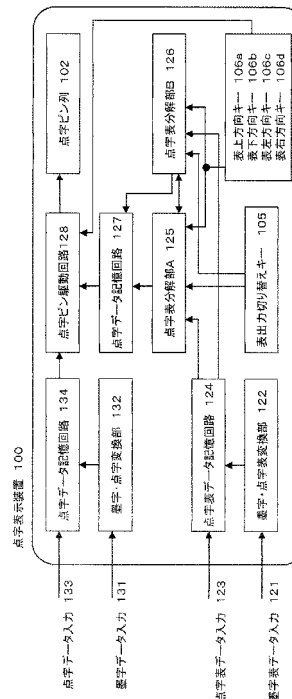 点字表示装置 100
点字データ入力 133
墨字データ入力 131
点字表データ入力 123
墨字表データ入力 121
点字データ記憶回路 134
墨字・点字変換部 132
点字表データ記憶回路 124
墨字・点字表変換部 122
点字ピン駆動回路 128
点字データ記憶回路 127
点字表分解部A 125
表出力切り替えキー 105
点字ピン列 102
点字表分解部B 126
表上方向キー 106a
表下方向キー 106b
表左方向キー 106c
表右方向キー 106d